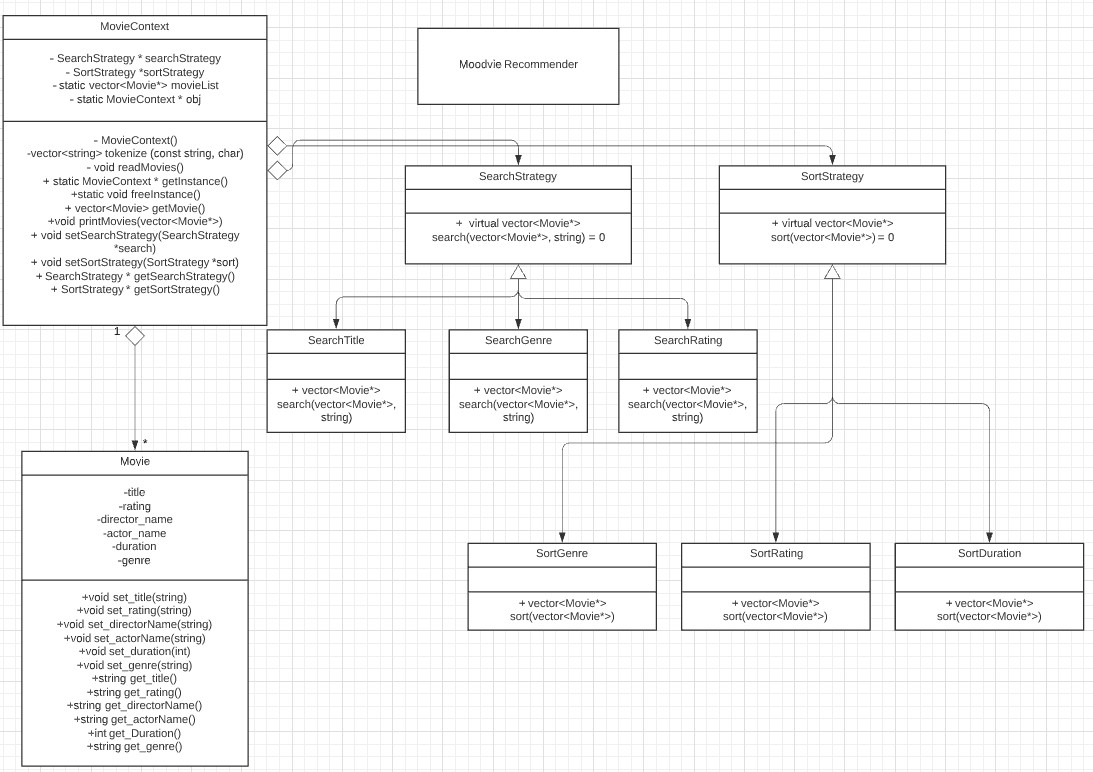 MovieContext
- SearchStrategy * searchStrategy
- SortStrategy *sortStrategy
- static vector<Movie*> movieList
- static MovieContext * obj
- MovieContext()
-vector<string> tokenize (const string, char)
- void readMovies()
+ static MovieContext * getInstance()
+static void freeInstance()
+ vector<Movie> getMovie()
+void printMovies(vector<Movie*>)
+ void setSearchStrategy(SearchStrategy
*search)
+ void setSortStrategy(SortStrategy *sort)
+ SearchStrategy * getSearchStrategy()
+ SortStrategy * getSortStrategy()
Moodvie Recommender
SearchStrategy
+ virtual vector<Movie*>
search(vector<Movie*>, string) = 0
SortStrategy
+ virtual vector<Movie*>
sort(vector<Movie*>) = 0
1
*
SearchTitle
+ vector<Movie*>
search(vector<Movie*>,
string)
SearchGenre
+ vector<Movie*>
search(vector<Movie*>,
string)
SearchRating
+ vector<Movie*>
search(vector<Movie*>,
string)
Movie
-title
-rating
-director_name
-actor_name
-duration
-genre
+void set_title(string)
+void set_rating(string)
+void set_directorName(string)
+void set_actorName(string)
+void set_duration(int)
+void set_genre(string)
+string get_title()
+string get_rating()
+string get_directorName()
+string get_actorName()
+int get_Duration()
+string get_genre()
SortGenre
+ vector<Movie*>
sort(vector<Movie*>)
SortRating
+ vector<Movie*>
sort(vector<Movie*>)
SortDuration
+ vector<Movie*>
sort(vector<Movie*>)